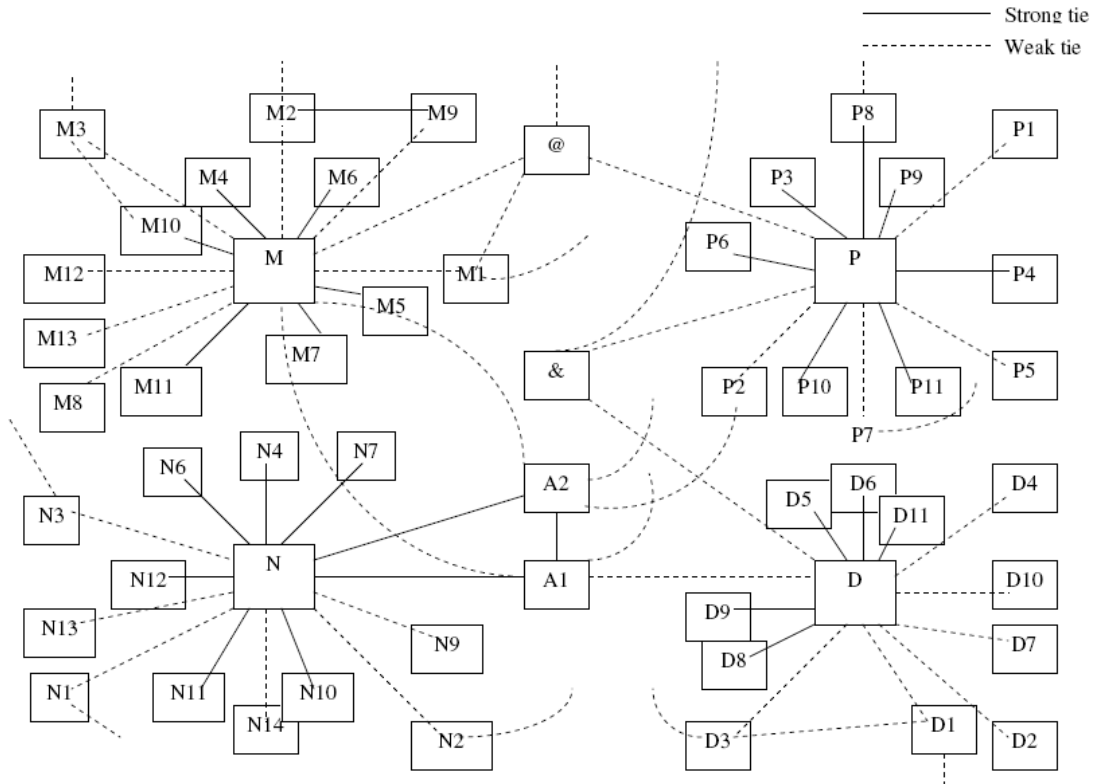 Strong tie
Weak tie
M2
M9
P8
P1
M3
@
M4
M6
P3
P9
M10
P6
M
P
M12
M1
P4
M5
M13
M7
&
P5
M11
M8
P2
P10
P11
P7
N4
N7
N6
A2
D6
D4
D5
N3
D11
N
A1
D
N12
D10
D9
N13
N9
D7
D8
N1
N11
N10
N14
N2
D3
D1
D2